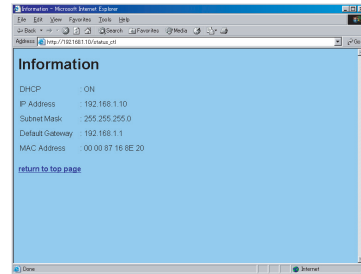 Information - Microsoft Internet Explorer
File Edit View Favorites Tools Help
Back Search Favorites Media
Address http://192.168.1.10/status_ctl Go
Information
DHCP : ON
IP Address : 192.168.1.10
Subnet Mask : 255.255.255.0
Default Gateway : 192.168.1.1
MAC Address : 00 00 87 16 8E 20
return to top page
Done Internet